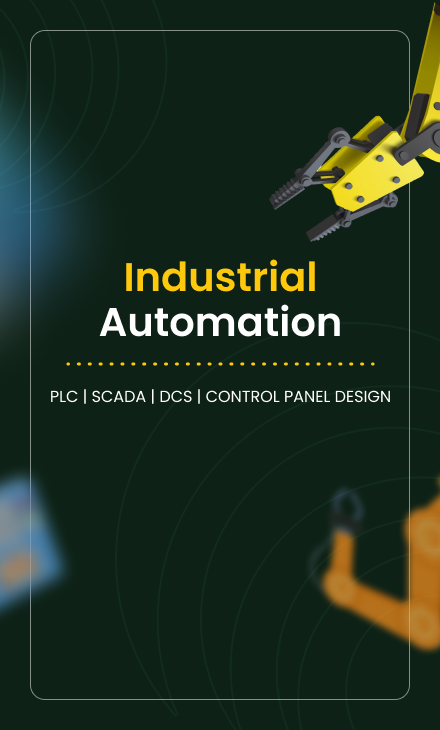 Industrial
Automation
PLC | SCADA | DCS | CONTROL PANEL DESIGN